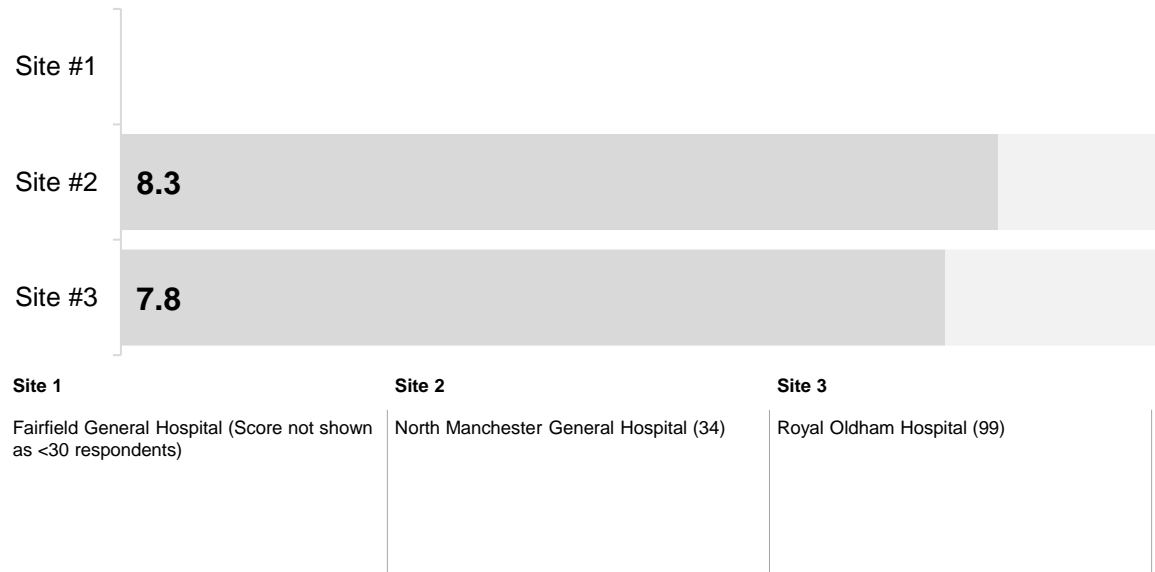 Site #1
Site #2
8.3
Site #3
7.8
Site 1
Fairfield General Hospital (Score not shown
as <30 respondents)
Site 2
North Manchester General Hospital (34)
Site 3
Royal Oldham Hospital (99)